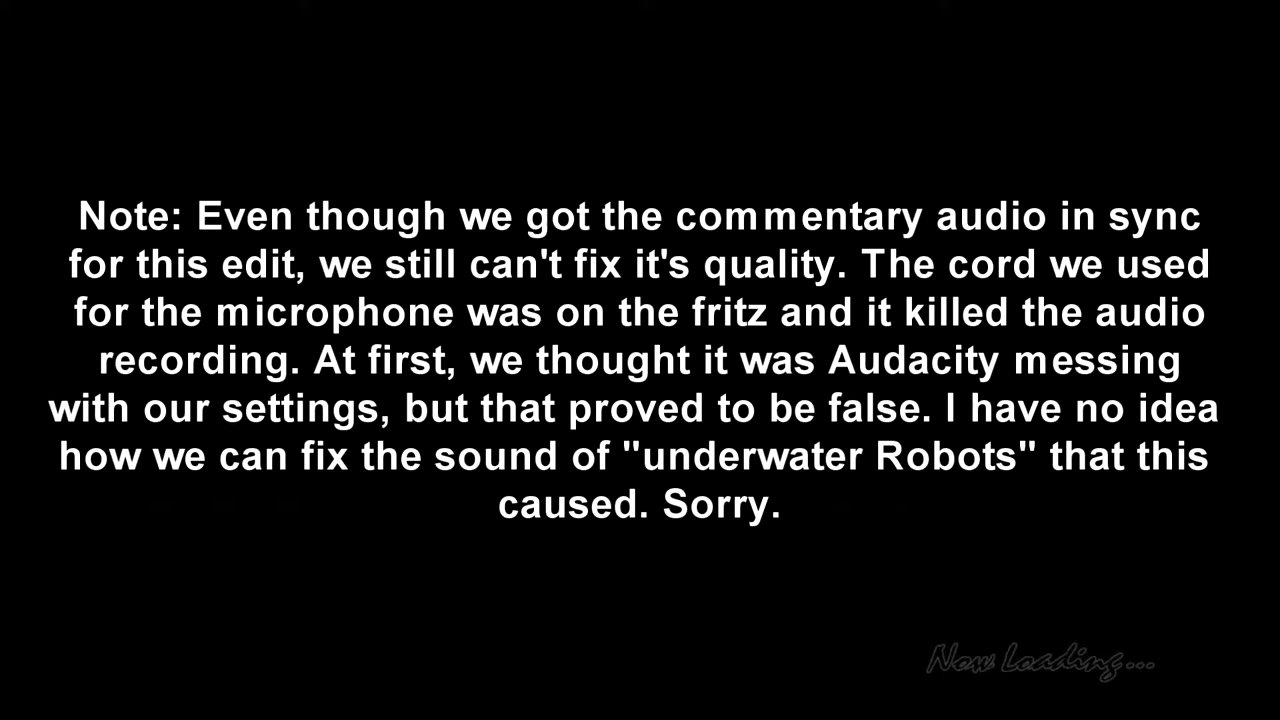 Note: Even though we got the commentary audio in sync
for this edit, we still can't fix it's quality. The cord we used
for the microphone was on the fritz and it killed the audio
recording. At first, we thought it was Audacity messing
with our settings, but that proved to be false. I have no idea
how we can fix the sound of "underwater Robots" that this
caused. Sorry.
Now Loading...